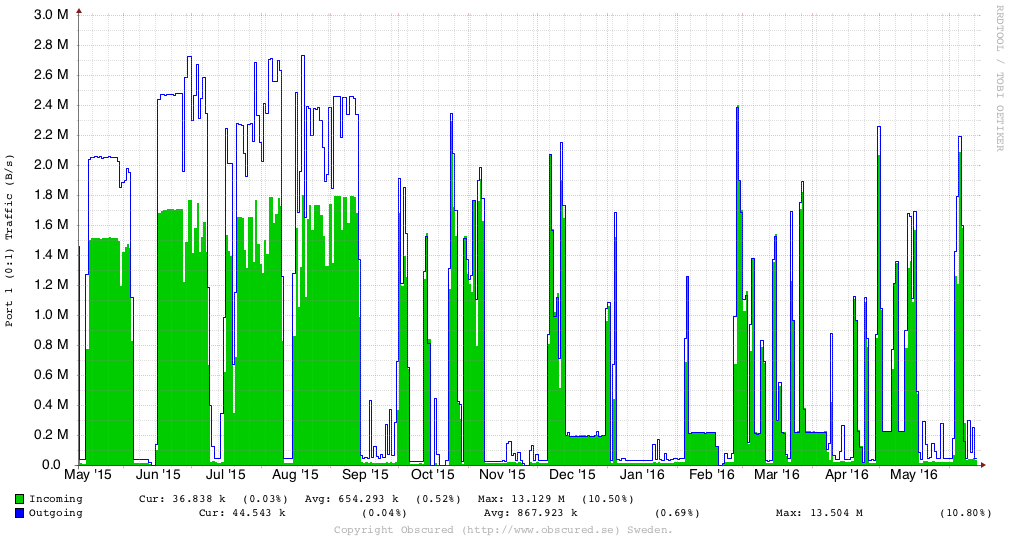 3.0 M
2.8 M
2.6 M
2.4 M
2.2 M
2.0 M
1.8 M
1.6 M
1.4 M
1.2 M
1.0 M
0.8 M
0.6 M
0.4 M
0.2 M
0.0
Port 1 (0:1) Traffic (B/s)
RRDTOOL / TOBI OETIKER
May '15 Jun '15 Jul '15 Aug '15 Sep '15 Oct '15 Nov '15 Dec '15 Jan '16 Feb '16 Mar '16 Apr '16 May '16
Incoming Cur: 36.838 k (0.03%) Avg: 654.293 k (0.52%) Max: 13.129 M (10.50%)
Outgoing Cur: 44.543 k (0.04%) Avg: 867.923 k (0.69%) Max: 13.504 M (10.80%)
Copyright Obscured (http://www.obscured.se) Sweden.